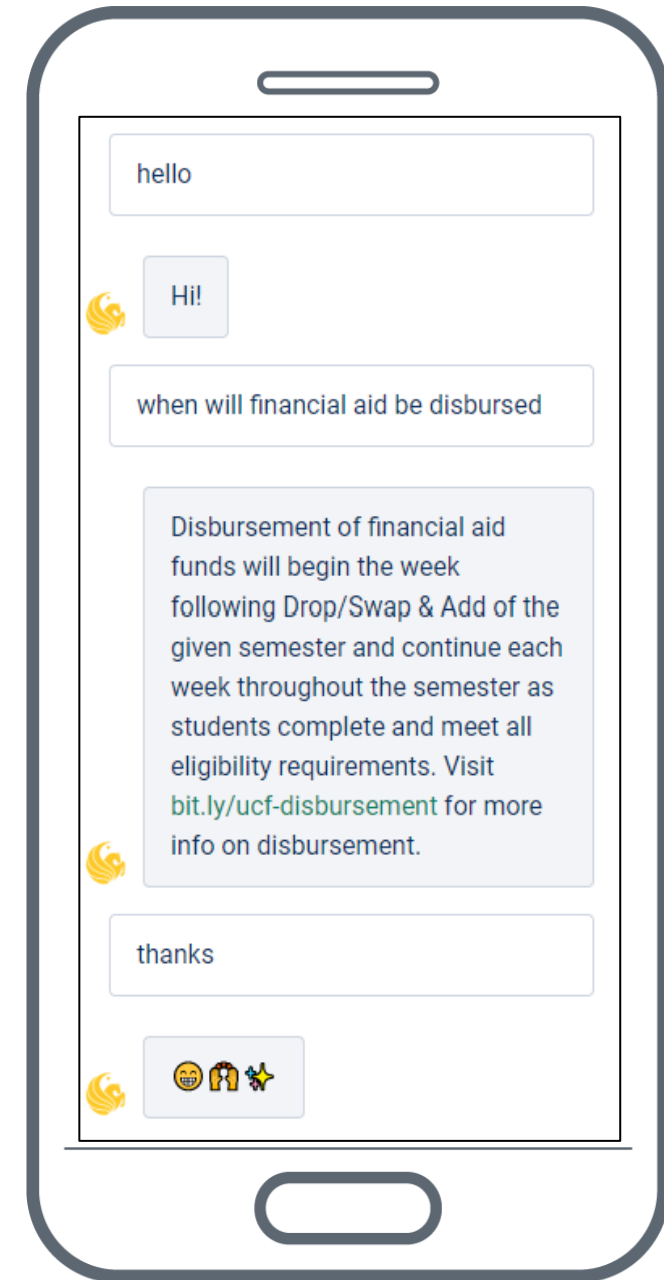 hello
Hi!
when will financial aid be disbursed
Disbursement of financial aid
funds will begin the week
following Drop/Swap & Add of the
given semester and continue each
week throughout the semester as
students complete and meet all
eligibility requirements. Visit
bit.ly/ucf-disbursement for more
info on disbursement.
thanks
😁🙌✨